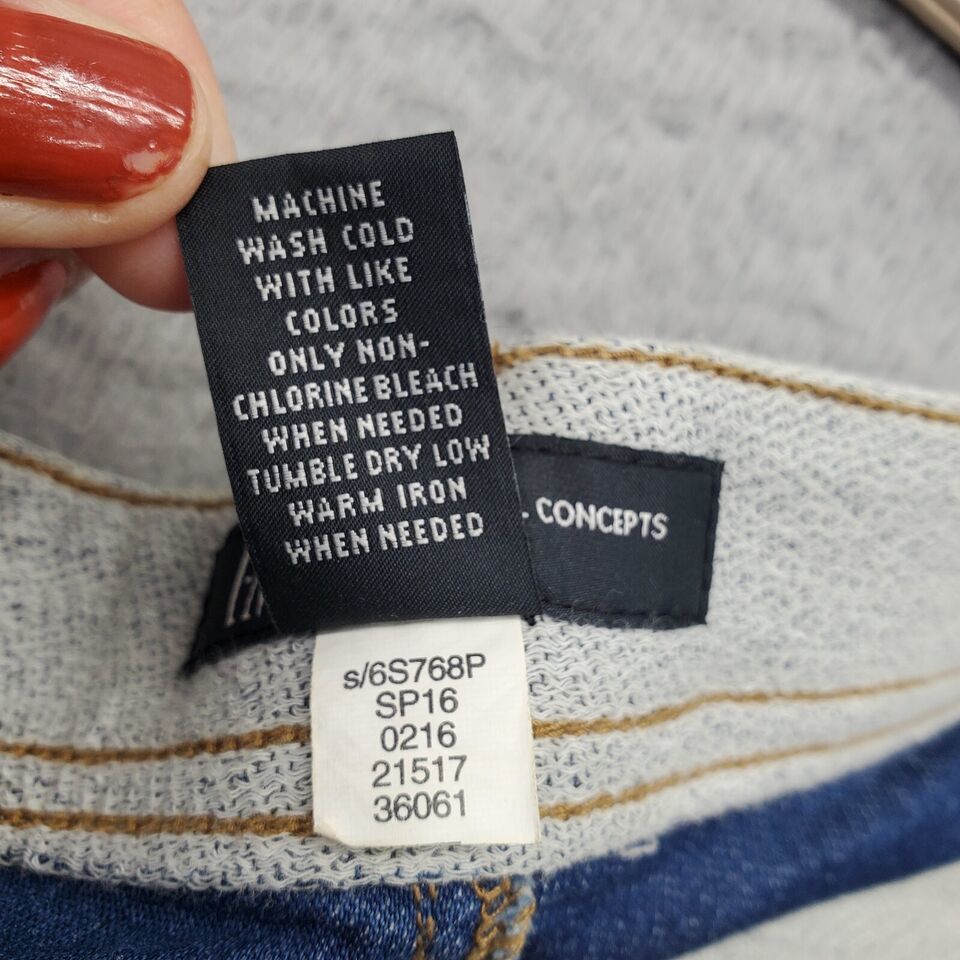 MACHINE
WASH COLD
WITH LIKE
COLORS
ONLY NON-
CHLORINE BLEACH
WHEN NEEDED
TUMBLE DRY LOW
WARM IRON
WHEN NEEDED
CONCEPTS
s/6S768P
SP16
0216
21517
36061